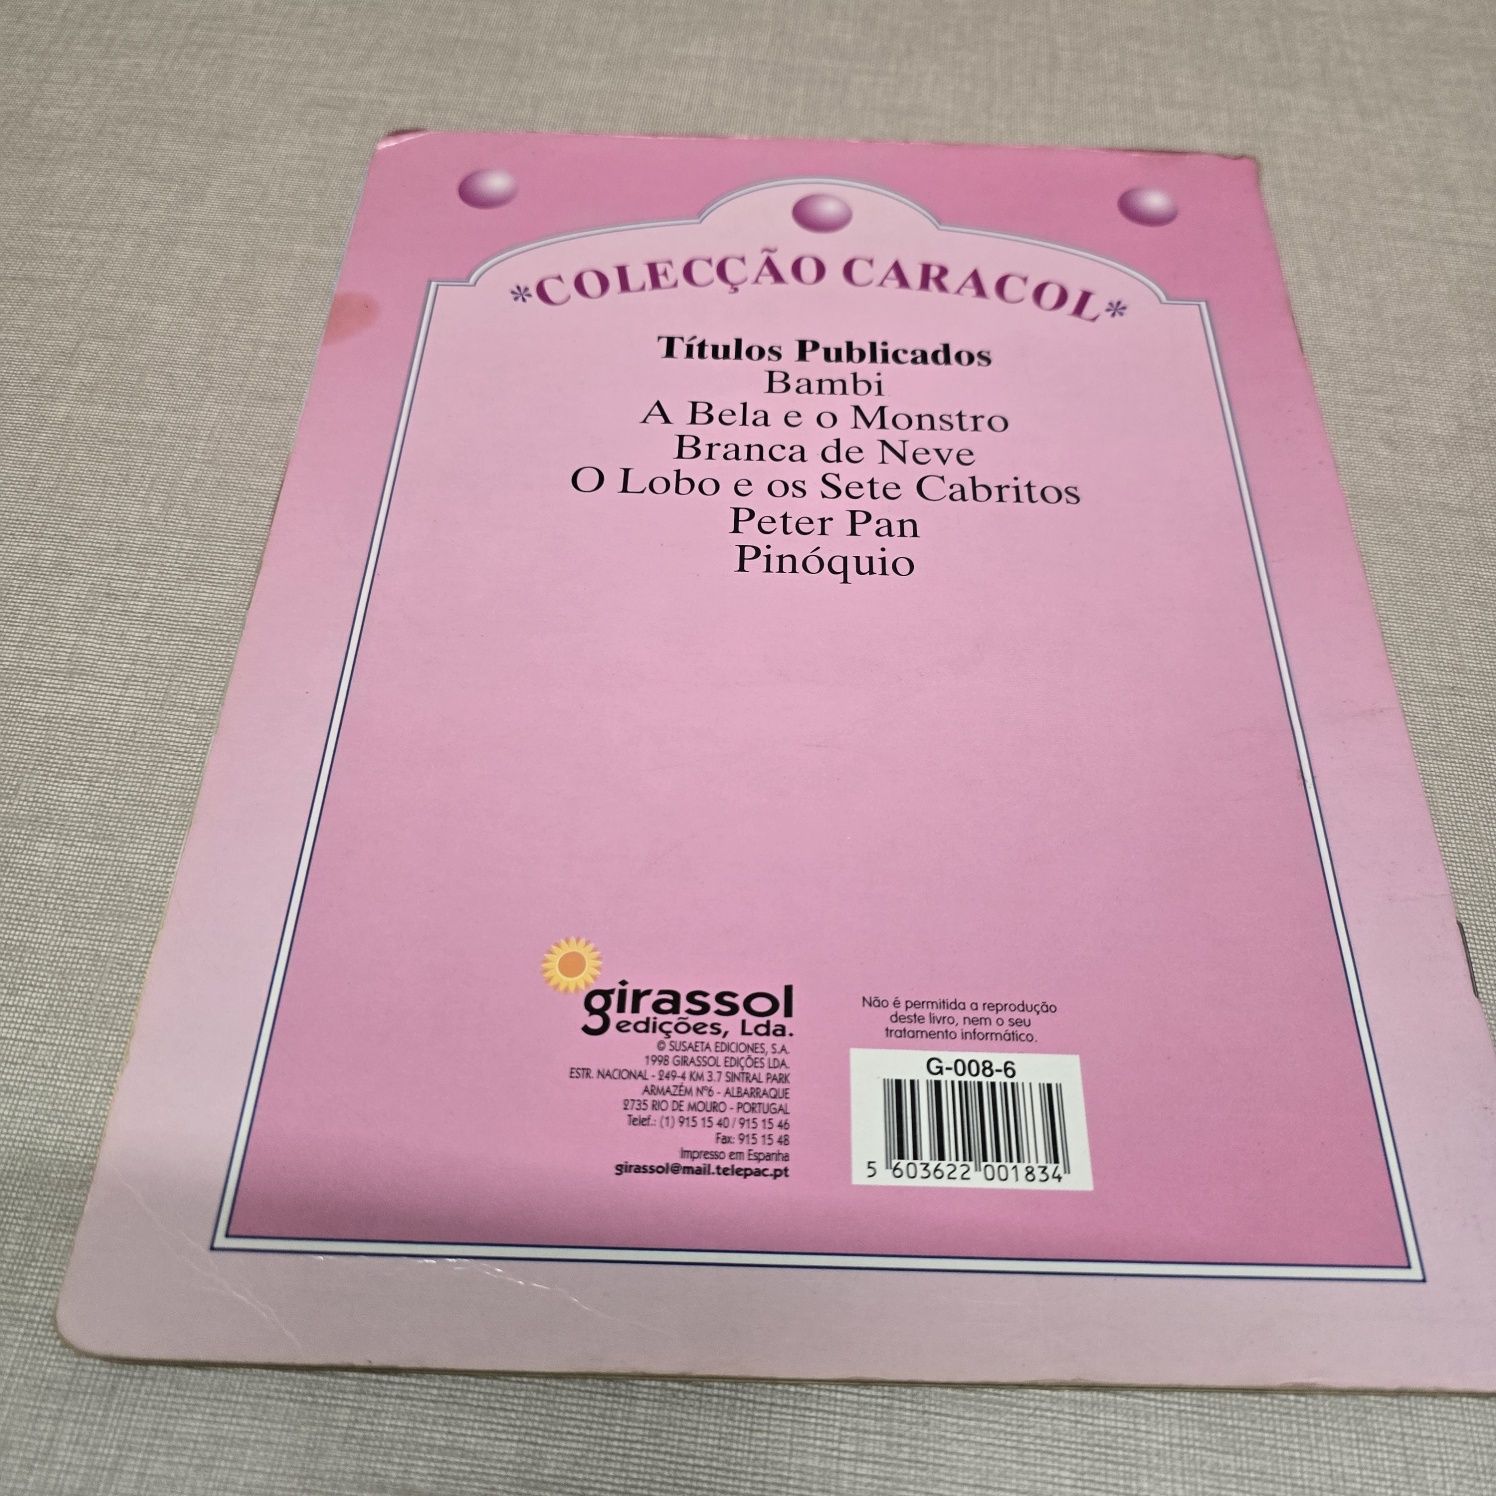 *COLECÇÃO CARACOL*
Títulos Publicados
Bambi
A Bela e o Monstro
Branca de Neve
O Lobo e os Sete Cabritos
Peter Pan
Pinóquio
girassol
edições, Lda.
© SUSAETA EDICIONES, S.A.
1998 GIRASSOL EDIÇÕES LDA.
ESTR. NACIONAL - 249-4 KM 3.7 SINTRAL PARK
ARMAZÉM Nº6 - ALBARRAQUE
2735 RIO DE MOURO - PORTUGAL
Telef.: (1) 915 15 40 / 915 15 46
Fax: 915 15 48
Impresso em Espanha
girassol@mail.telepac.pt
Não é permitida a reprodução
deste livro, nem o seu
tratamento informático.
G-008-6
5 603622 001834